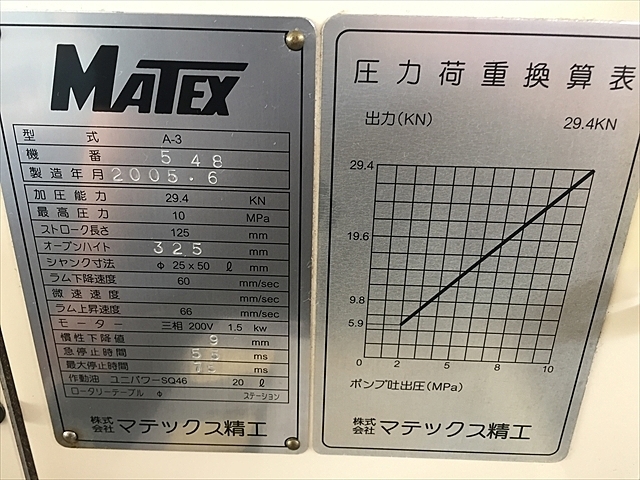 MATEX
型式 A-3
機番 548
製造年月 2005.6
加圧能力 29.4 KN
最高圧力 10 MPa
ストローク長さ 125 mm
オープンハイト 325 mm
シャンク寸法 Φ 25x50 ℓ mm
ラム下降速度 60 mm/sec
微速速度 mm/sec
ラム上昇速度 66 mm/sec
モーター 三相 200V 1.5 kw
慣性下降値 9 mm
急停止時間 55 ms
最大停止時間 ms
作動油 ユニパワーSQ46 20 ℓ
ロータリーテーブル Φ ステーション
株式会社 マテックス精工
圧力荷重換算表
出力(KN) 29.4KN
29.4
19.6
9.8
5.9
0 2 4 6 8 10
ポンプ吐出圧(MPa)
株式会社 マテックス精工